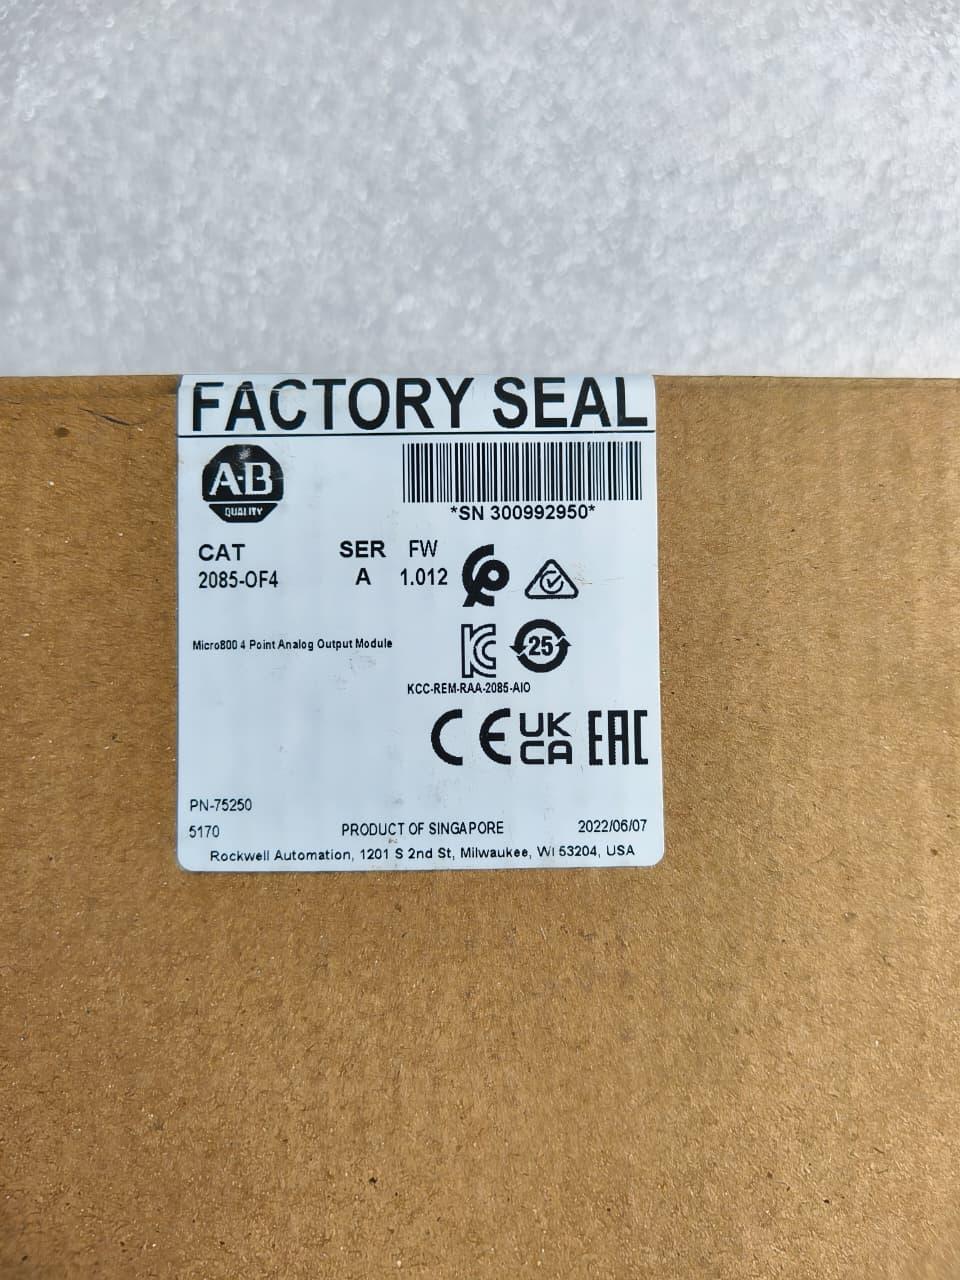 FACTORY SEAL
A·B
QUALITY
*SN 300992950*
CAT SER FW
2085-OF4 A 1.012
Micro800 4 Point Analog Output Module
25
KCC-REM-RAA-2085-AIO
CE UK CA EAC
PN-75250
5170 PRODUCT OF SINGAPORE 2022/06/07
Rockwell Automation, 1201 S 2nd St, Milwaukee, WI 53204, USA